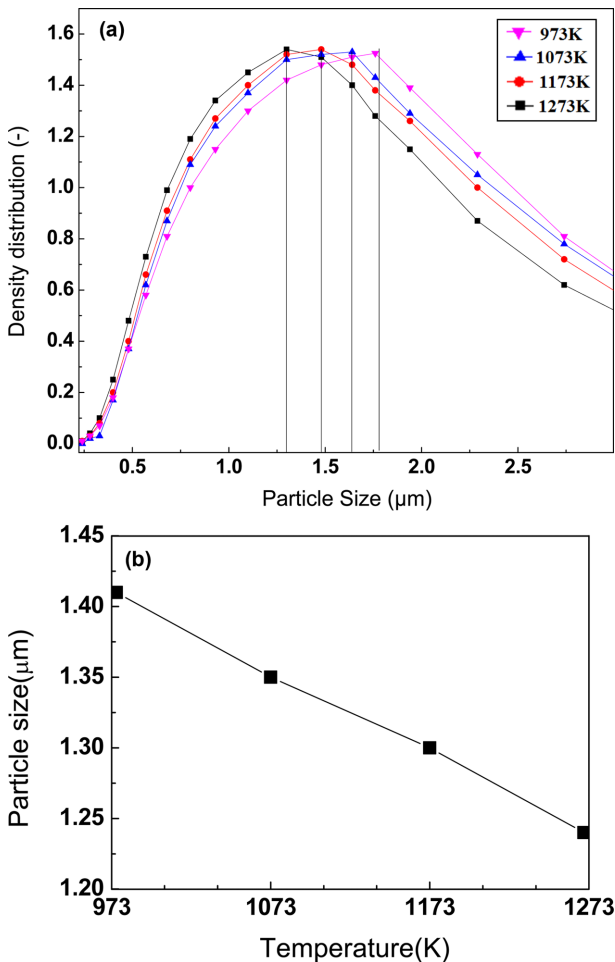 (a)
973K
1073K
1173K
1273K
1.6
1.4
1.2
1.0
0.8
0.6
0.4
0.2
0.0
Density distribution (-)
0.5 1.0 1.5 2.0 2.5
Particle Size (μm)
(b)
1.45
1.40
1.35
1.30
1.25
1.20
Particle size(μm)
973 1073 1173 1273
Temperature(K)